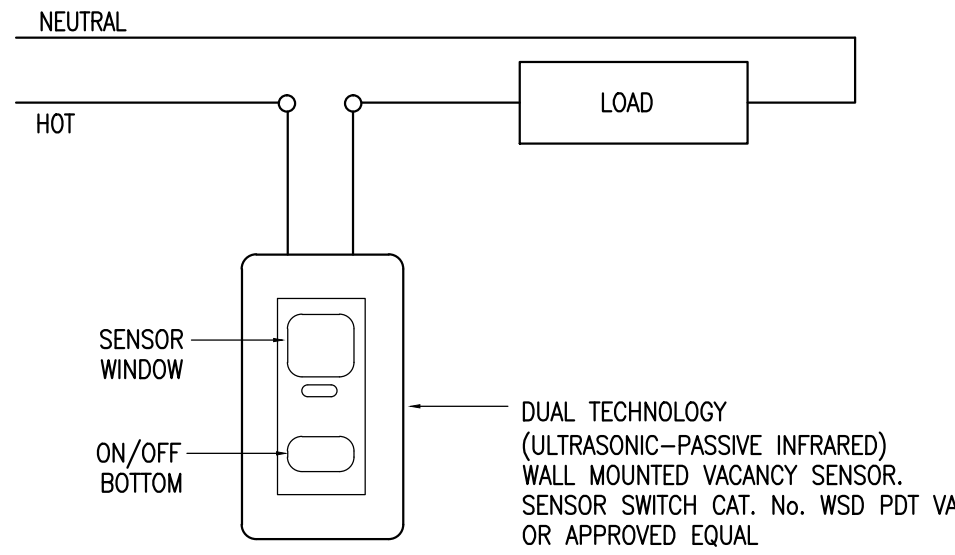 NEUTRAL
HOT
LOAD
SENSOR
WINDOW
ON/OFF
BOTTOM
DUAL TECHNOLOGY
(ULTRASONIC-PASSIVE INFRARED)
WALL MOUNTED VACANCY SENSOR.
SENSOR SWITCH CAT. No. WSD PDT VA
OR APPROVED EQUAL